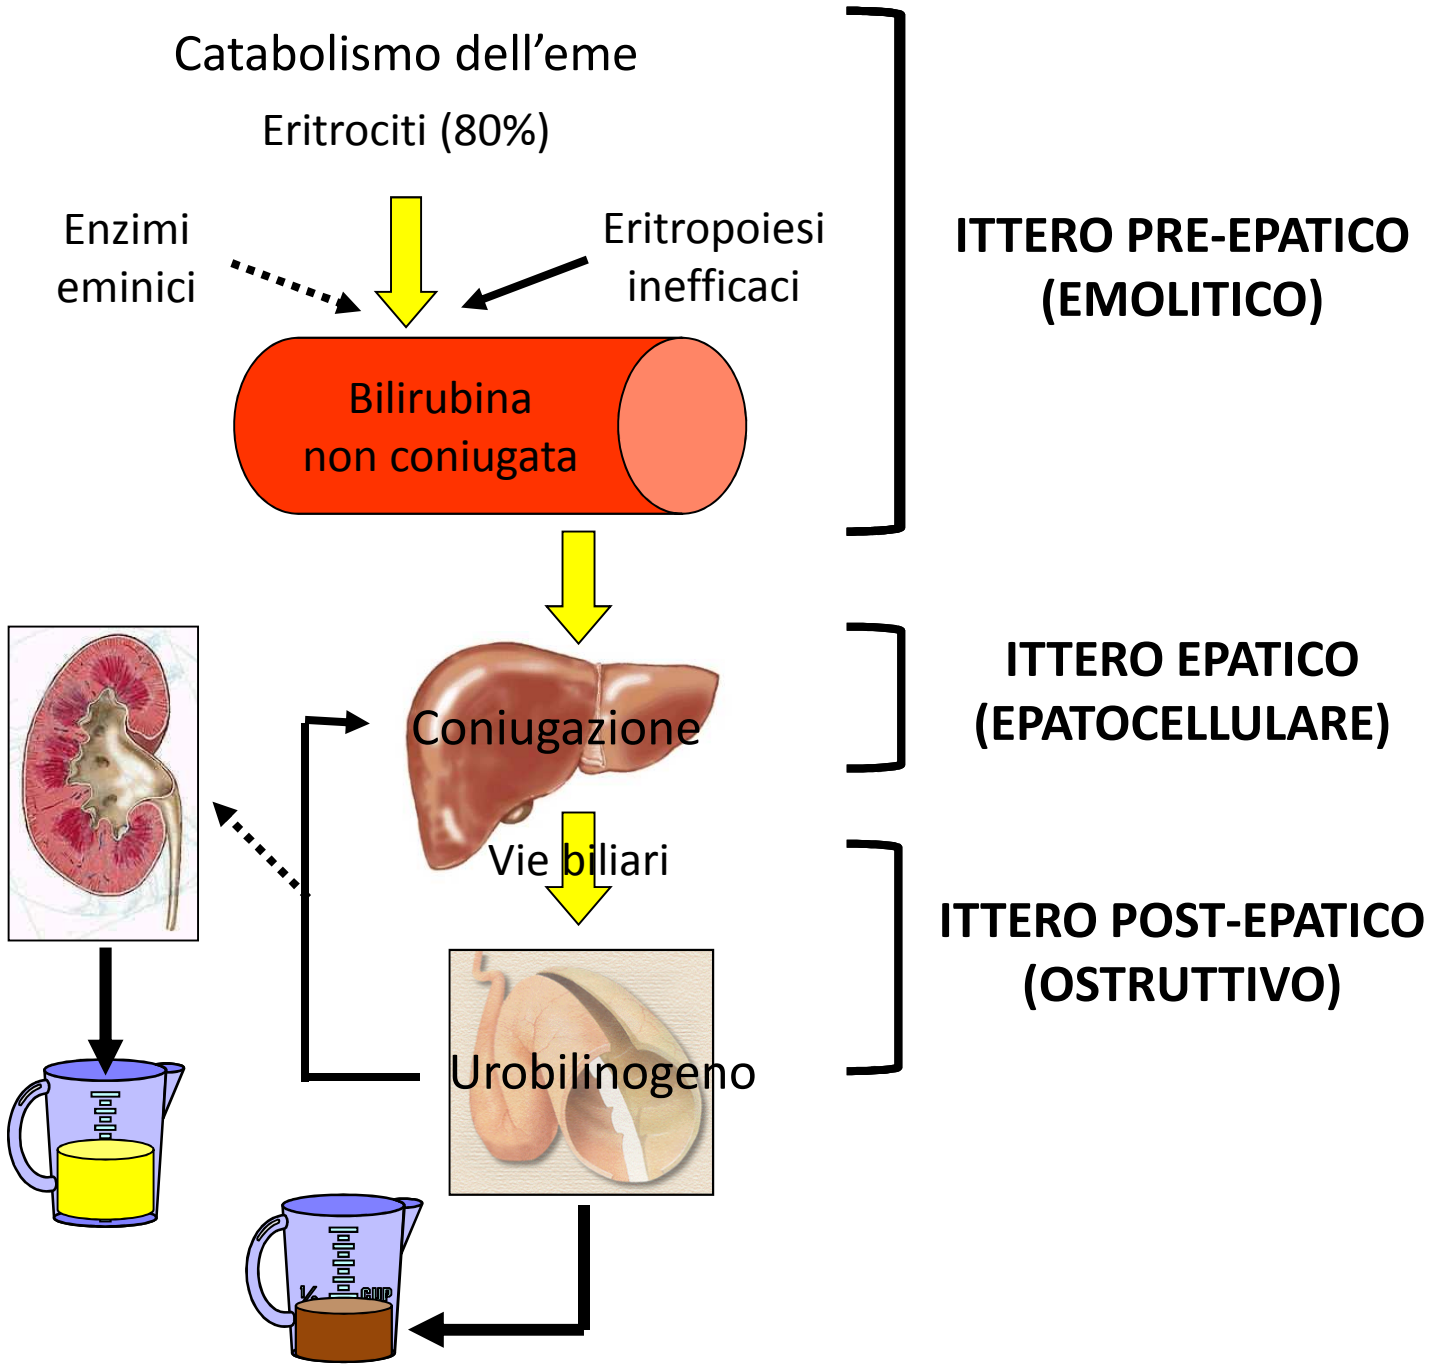 Catabolismo dell’eme
Eritrociti (80%)
Enzimi
eminici
Eritropoiesi
inefficaci
Bilirubina
non coniugata
ITTERO PRE-EPATICO
(EMOLITICO)
Coniugazione
ITTERO EPATICO
(EPATOCELLULARE)
Vie biliari
ITTERO POST-EPATICO
(OSTRUTTIVO)
Urobilinogeno
CUP